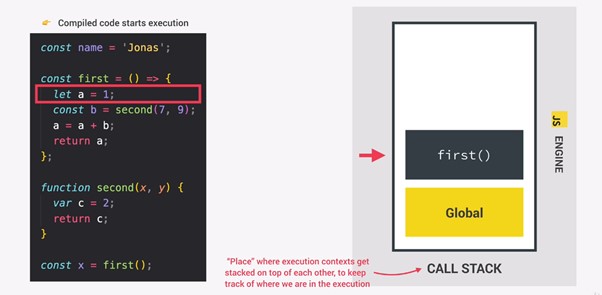 👉 Compiled code starts execution
const name = 'Jonas';
const first = () => {
let a = 1;
const b = second(7, 9);
a = a + b;
return a;
};
function second(x, y) {
var c = 2;
return c;
}
const x = first();
first()
Global
JS
ENGINE
"Place" where execution contexts get
stacked on top of each other, to keep
track of where we are in the execution
CALL STACK